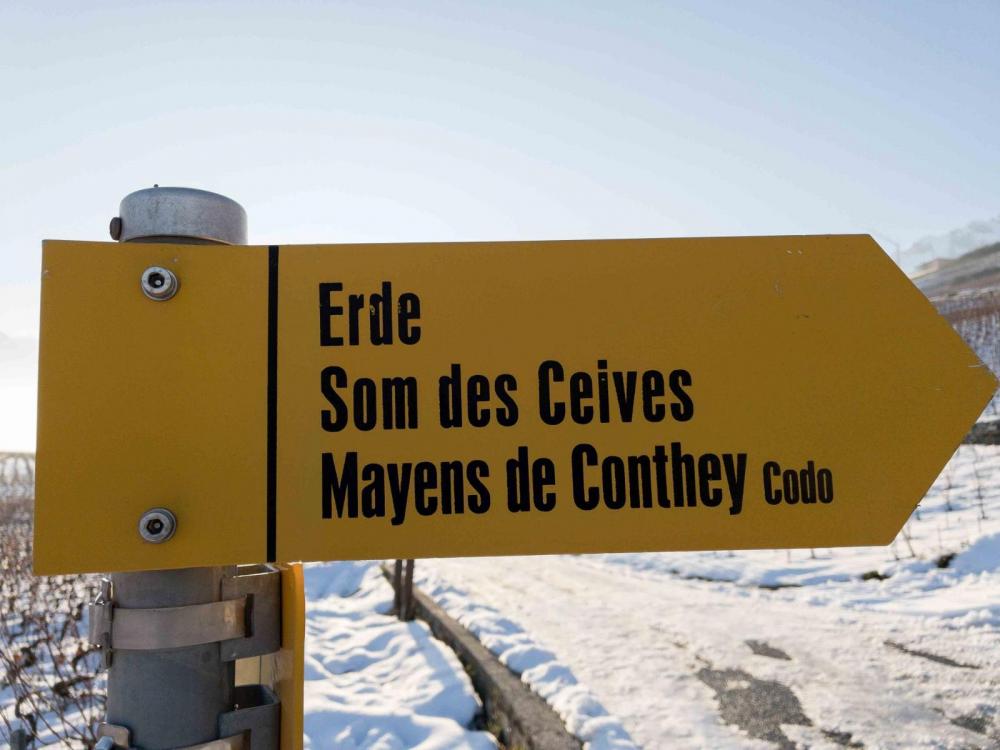 Erde
Som des Ceives
Mayens de Conthey Codo